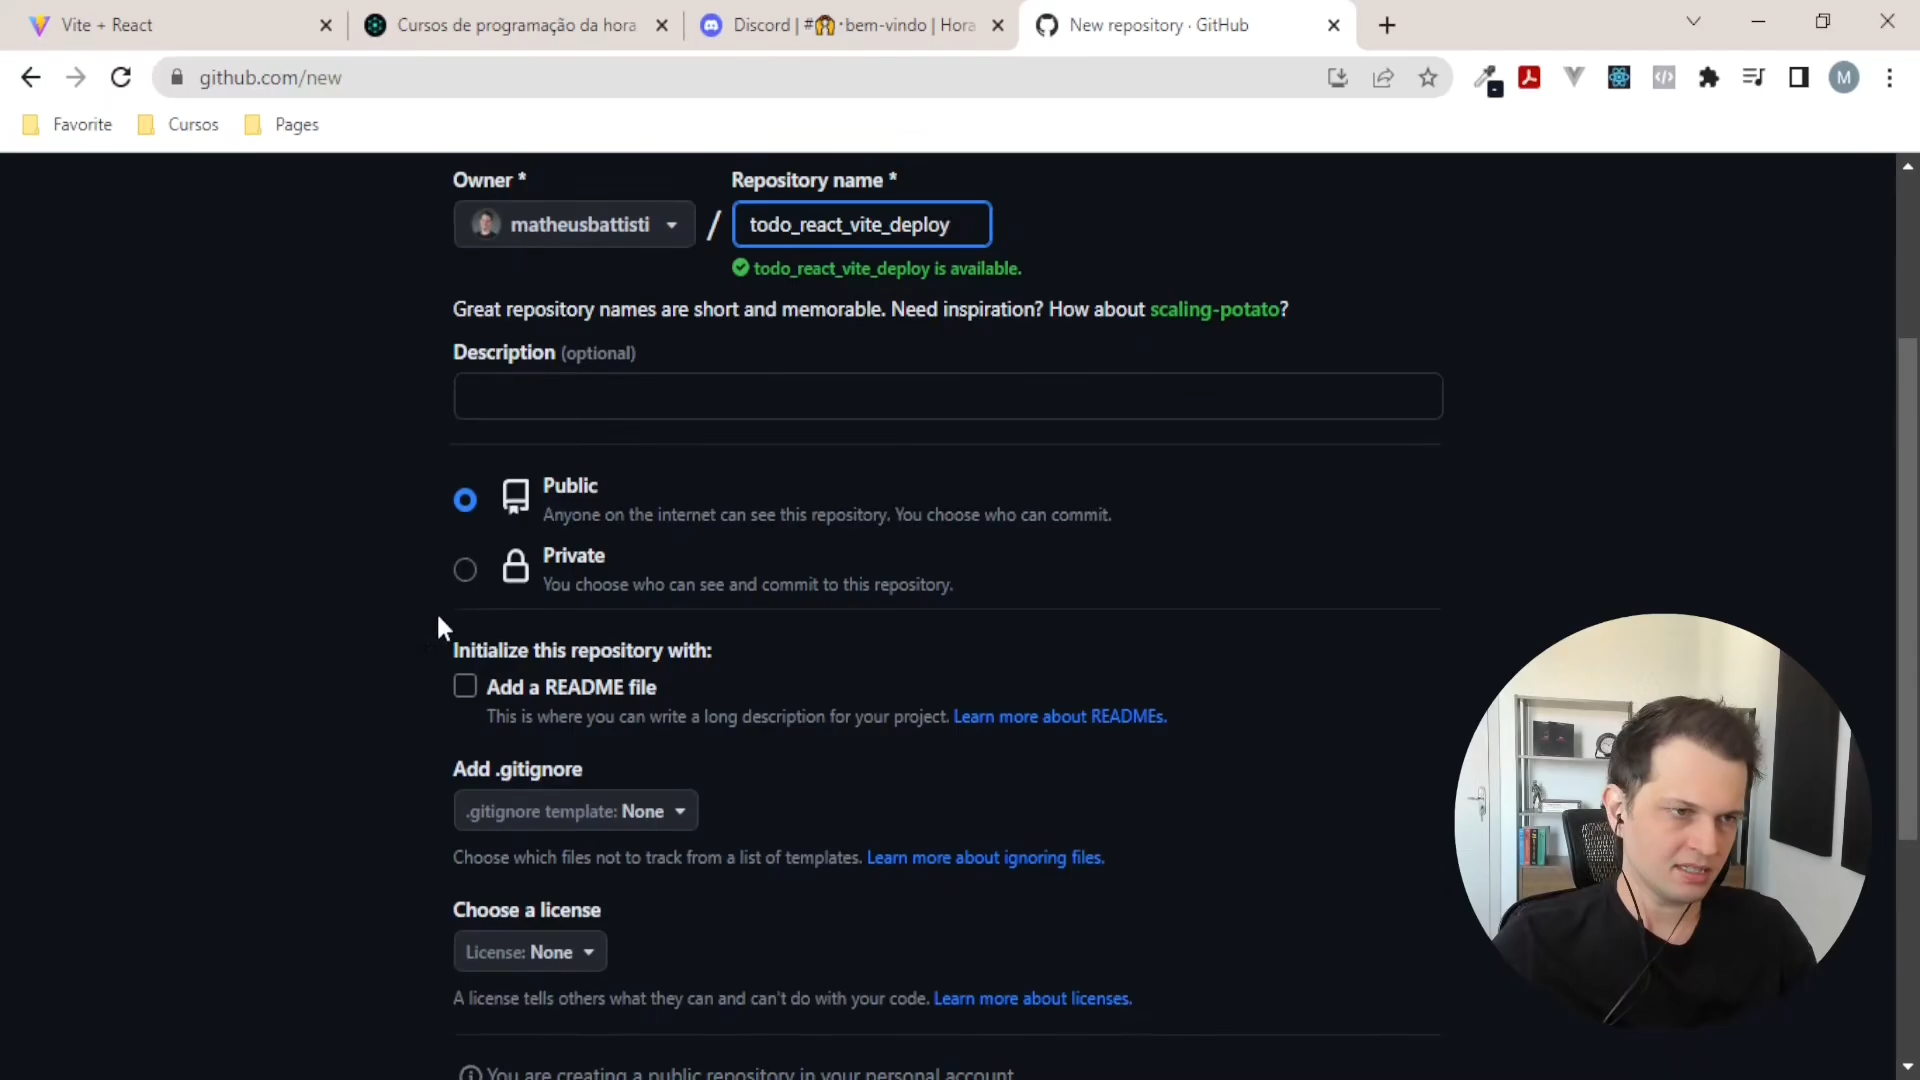 Vite + React
Cursos de programação da hora
Discord | #🙋・bem-vindo | Hora
New repository · GitHub
github.com/new
M
Favorite
Cursos
Pages
Owner *
Repository name *
matheusbattisti
/
todo_react_vite_deploy
todo_react_vite_deploy is available.
Great repository names are short and memorable. Need inspiration? How about scaling-potato?
Description (optional)
Public
Anyone on the internet can see this repository. You choose who can commit.
Private
You choose who can see and commit to this repository.
Initialize this repository with:
Add a README file
This is where you can write a long description for your project. Learn more about READMEs.
Add .gitignore
.gitignore template: None
Choose which files not to track from a list of templates. Learn more about ignoring files.
Choose a license
License: None
A license tells others what they can and can't do with your code. Learn more about licenses.
You are creating a public repository in your personal account.